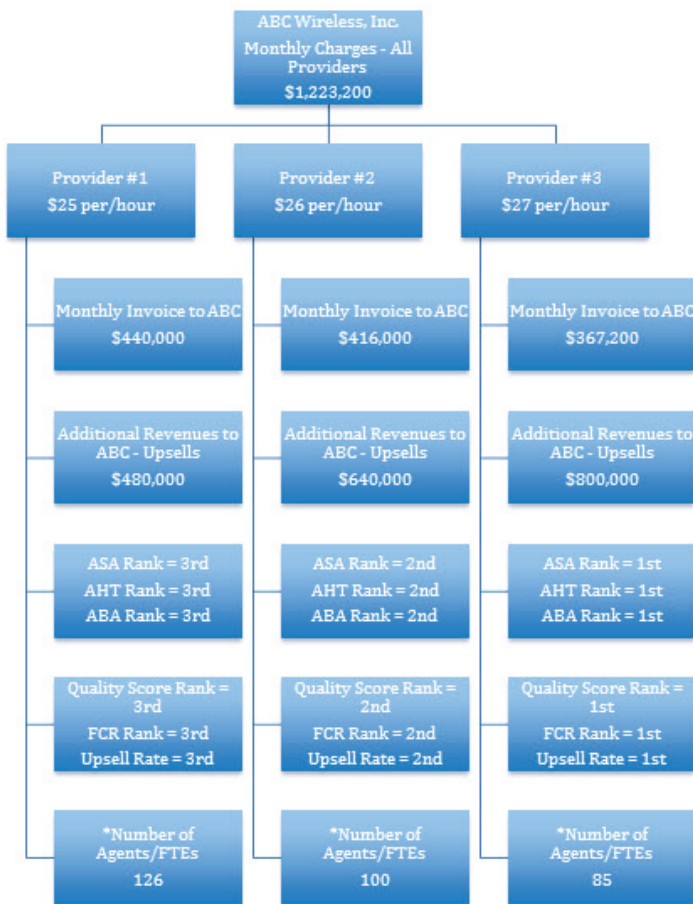 ABC Wireless, Inc.
Monthly Charges - All
Providers
$1,223,200
Provider #1
$25 per/hour
Provider #2
$26 per/hour
Provider #3
$27 per/hour
Monthly Invoice to ABC
$440,000
Monthly Invoice to ABC
$416,000
Monthly Invoice to ABC
$367,200
Additional Revenues to
ABC - Upsells
$480,000
Additional Revenues to
ABC - Upsells
$640,000
Additional Revenues to
ABC - Upsells
$800,000
ASA Rank = 3rd
AHT Rank = 3rd
ABA Rank = 3rd
ASA Rank = 2nd
AHT Rank = 2nd
ABA Rank = 2nd
ASA Rank = 1st
AHT Rank = 1st
ABA Rank = 1st
Quality Score Rank =
3rd
FCR Rank = 3rd
Upsell Rate = 3rd
Quality Score Rank =
2nd
FCR Rank = 2nd
Upsell Rate = 2nd
Quality Score Rank =
1st
FCR Rank = 1st
Upsell Rate = 1st
*Number of
Agents/FTEs
126
*Number of
Agents/FTEs
100
*Number of
Agents/FTEs
85